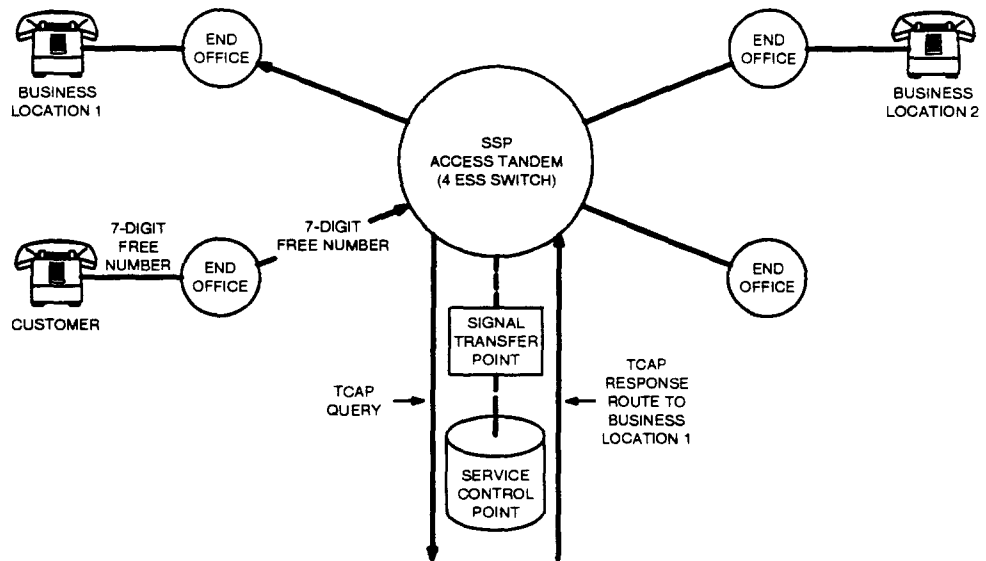 END
OFFICE
BUSINESS
LOCATION 1
END
OFFICE
BUSINESS
LOCATION 2
SSP
ACCESS TANDEM
(4 ESS SWITCH)
7-DIGIT
FREE
NUMBER
7-DIGIT
FREE NUMBER
END
OFFICE
CUSTOMER
END
OFFICE
SIGNAL
TRANSFER
POINT
TCAP
QUERY
TCAP
RESPONSE
ROUTE TO
BUSINESS
LOCATION 1
SERVICE
CONTROL
POINT